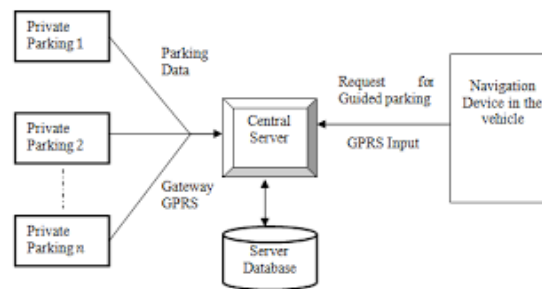 Private
Parking 1
Parking
Data
Private
Parking 2
Gateway
GPRS
Private
Parking n
Central
Server
Server
Database
Request for
Guided parking
GPRS Input
Navigation
Device in the
vehicle